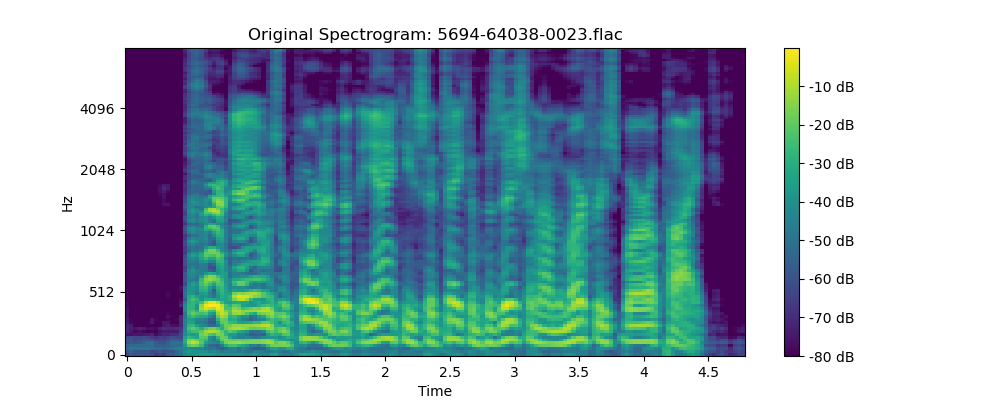 Original Spectrogram: 5694-64038-0023.flac
Hz
4096
2048
1024
512
0
0 0.5 1 1.5 2 2.5 3 3.5 4 4.5
Time
-10 dB
-20 dB
-30 dB
-40 dB
-50 dB
-60 dB
-70 dB
-80 dB